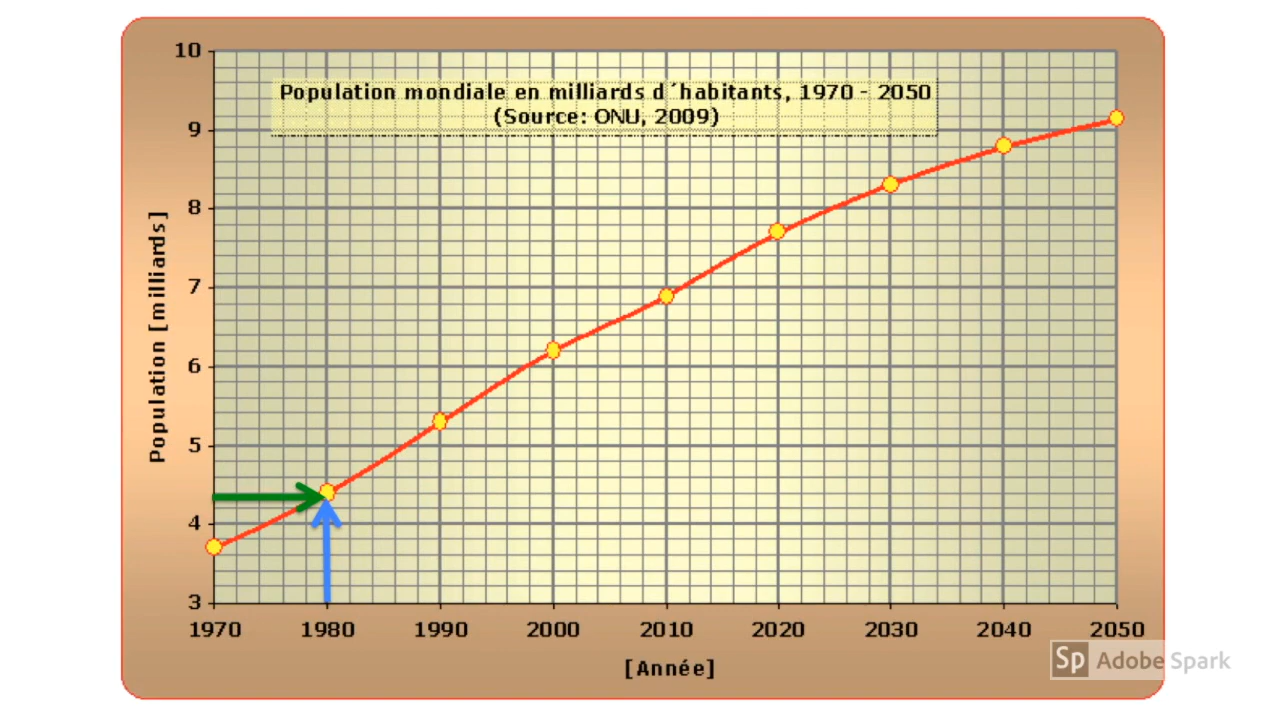 Population mondiale en milliards d´habitants, 1970 - 2050
(Source: ONU, 2009)
10
9
8
7
6
5
4
3
Population [milliards]
1970 1980 1990 2000 2010 2020 2030 2040 2050
[Année]
Sp Adobe Spark